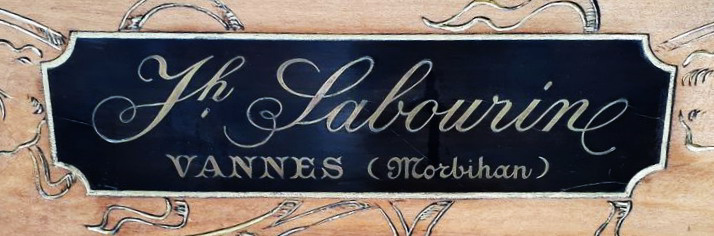 Jh. Labourin
VANNES (Morbihan)